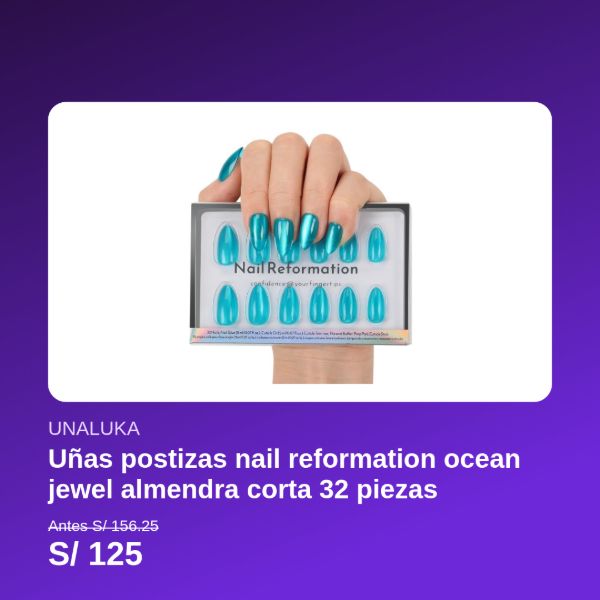 Nail Reformation
confidence@yourfingertips
UNALUKA
Uñas postizas nail reformation ocean
jewel almendra corta 32 piezas
Antes S/ 156.25
S/ 125